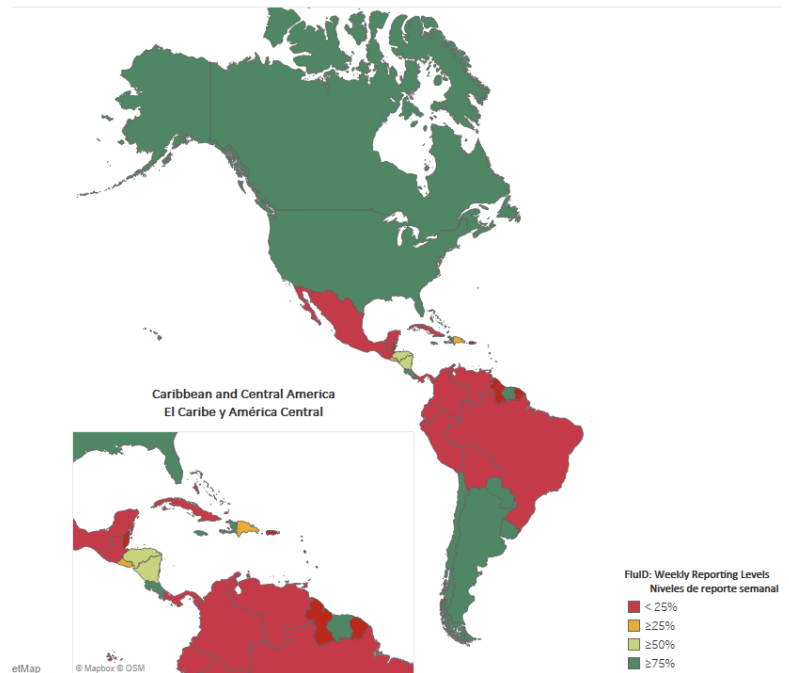 Caribbean and Central America
El Caribe y América Central
FluID: Weekly Reporting Levels
Niveles de reporte semanal
< 25%
≥25%
≥50%
≥75%
etMap
© Mapbox © OSM